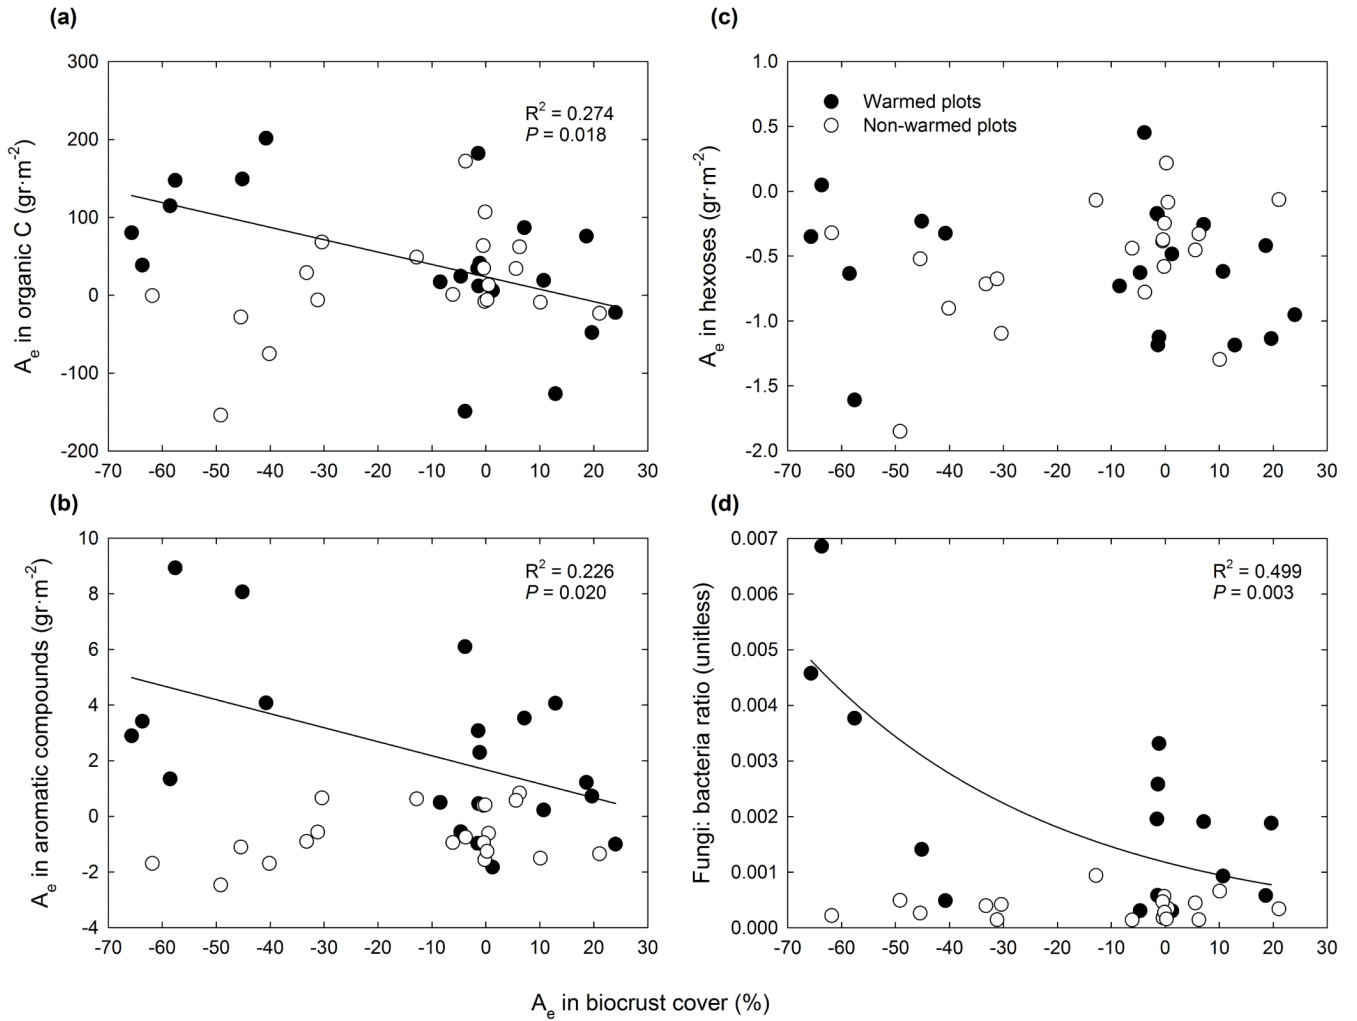 (a)
300
200
100
0
-100
-200
-70 -60 -50 -40 -30 -20 -10 0 10 20 30
A_e in organic C (gr·m⁻²)
R² = 0.274
P = 0.018
(c)
1.0
0.5
0.0
-0.5
-1.0
-1.5
-2.0
-70 -60 -50 -40 -30 -20 -10 0 10 20 30
A_e in hexoses (gr·m⁻²)
Warmed plots
Non-warmed plots
(b)
10
8
6
4
2
0
-2
-4
-70 -60 -50 -40 -30 -20 -10 0 10 20 30
A_e in aromatic compounds (gr·m⁻²)
R² = 0.226
P = 0.020
(d)
0.007
0.006
0.005
0.004
0.003
0.002
0.001
0.000
-70 -60 -50 -40 -30 -20 -10 0 10 20 30
Fungi: bacteria ratio (unitless)
R² = 0.499
P = 0.003
A_e in biocrust cover (%)